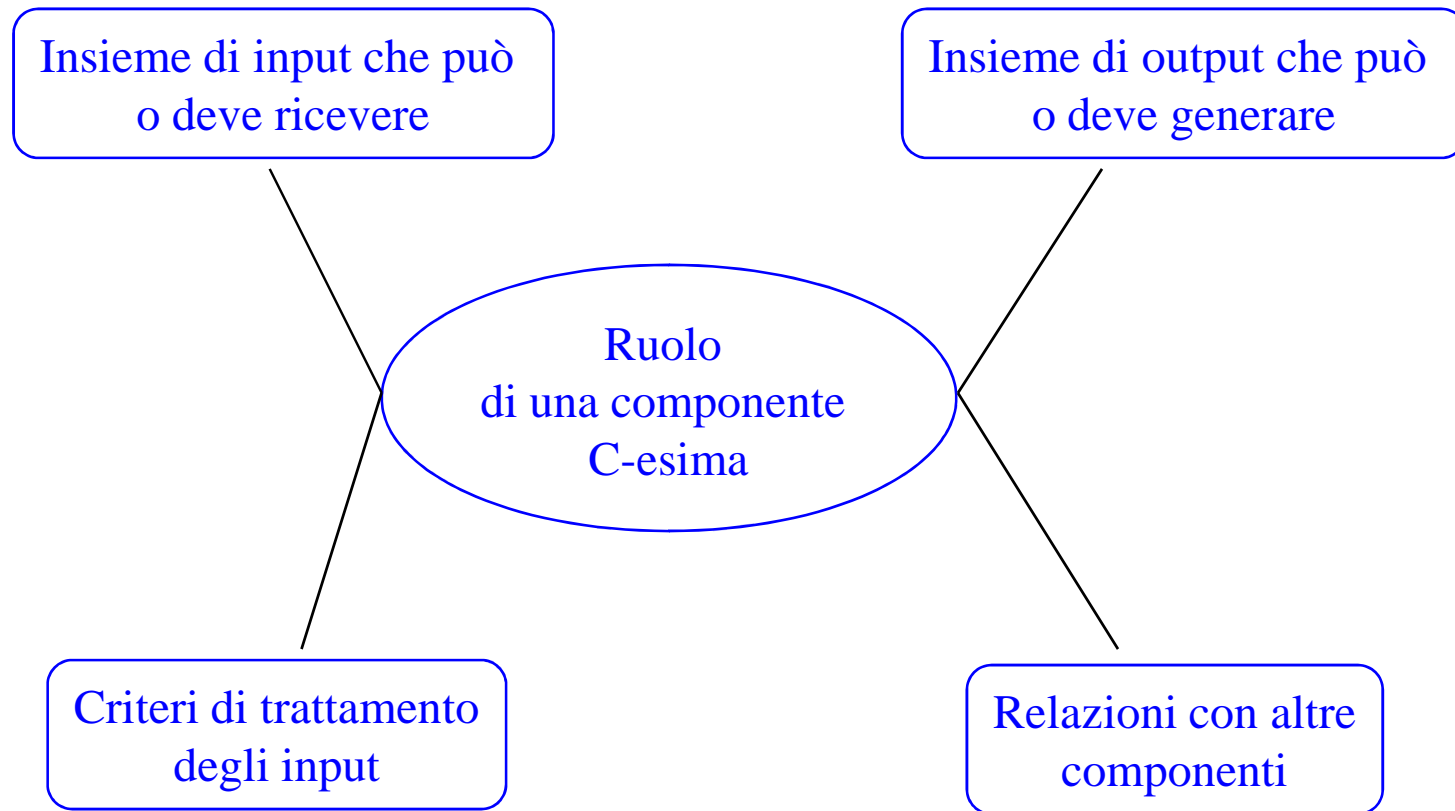 Insieme di input che può
o deve ricevere
Insieme di output che può
o deve generare
Ruolo
di una componente
C-esima
Criteri di trattamento
degli input
Relazioni con altre
componenti